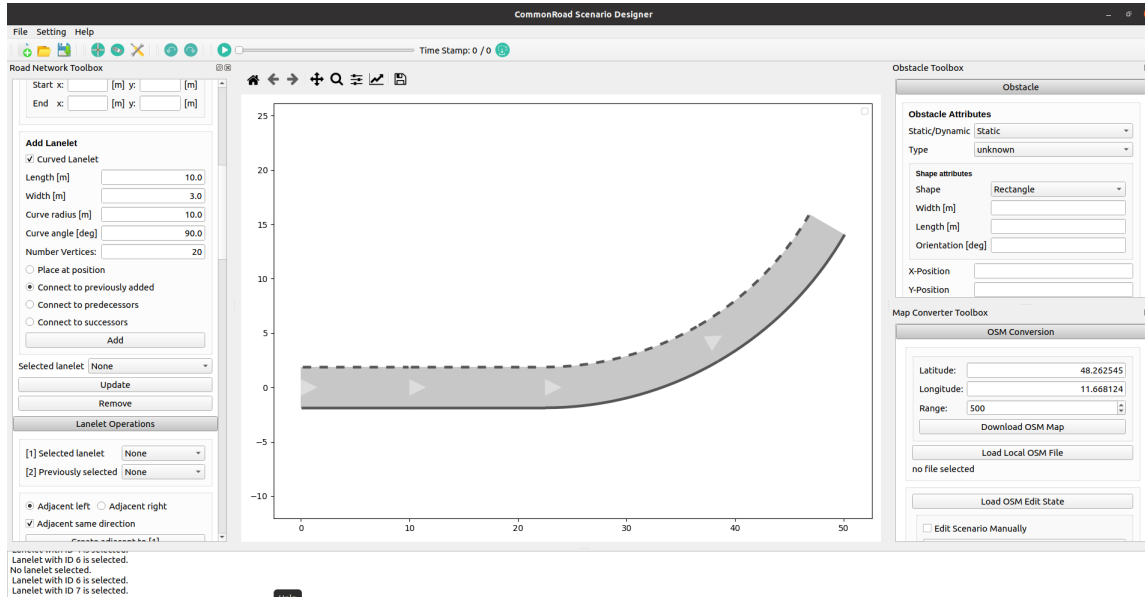 CommonRoad Scenario Designer
File Setting Help
Time Stamp: 0 / 0
Road Network Toolbox
Start x: [m] y: [m]
End x: [m] y: [m]
Add Lanelet
Curved Lanelet
Length [m] 10.0
Width [m] 3.0
Curve radius [m] 10.0
Curve angle [deg] 90.0
Number Vertices: 20
Place at position
Connect to previously added
Connect to predecessors
Connect to successors
Add
Selected lanelet None
Update
Remove
Lanelet Operations
[1] Selected lanelet None
[2] Previously selected None
Adjacent left Adjacent right
Adjacent same direction
Create adjacent to [1]
25
20
15
10
5
0
−5
−10
0 10 20 30 40 50
Obstacle Toolbox
Obstacle
Obstacle Attributes
Static/Dynamic Static
Type unknown
Shape attributes
Shape Rectangle
Width [m]
Length [m]
Orientation [deg]
X-Position
Y-Position
Map Converter Toolbox
OSM Conversion
Latitude: 48.262545
Longitude: 11.668124
Range: 500
Download OSM Map
Load Local OSM File
no file selected
Load OSM Edit State
Edit Scenario Manually
Lanelet with ID 6 is selected.
No lanelet selected.
Lanelet with ID 6 is selected.
Lanelet with ID 7 is selected.